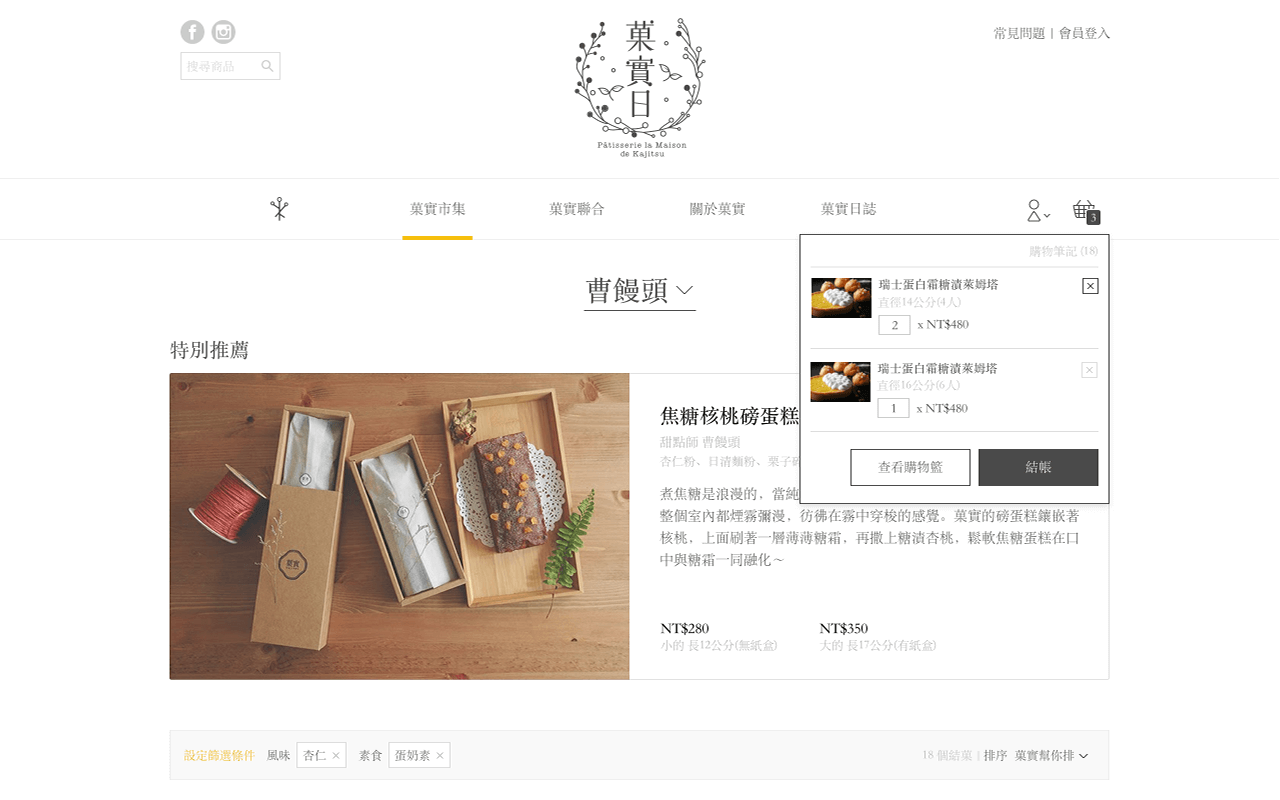 搜尋商品
菓實日
Pâtisserie la Maison
de Kajitsu
常見問題 | 會員登入
菓實市集
菓實聯合
關於菓實
菓實日誌
3
購物筆記 (18)
瑞士蛋白霜糖漬萊姆塔
直徑14公分(4人)
2 x NT$480
瑞士蛋白霜糖漬萊姆塔
直徑16公分(6人)
1 x NT$480
查看購物籃
結帳
曹饅頭
特別推薦
焦糖核桃磅蛋糕
甜點師 曹饅頭
杏仁粉、日清麵粉、栗子
煮焦糖是浪漫的，當純
整個室內都煙霧彌漫，彷彿在霧中穿梭的感覺。菓實的磅蛋糕鑲嵌著
核桃，上面刷著一層薄薄糖霜，再撒上糖漬杏桃，鬆軟焦糖蛋糕在口
中與糖霜一同融化～
NT$280
小的 長12公分(無紙盒)
NT$350
大的 長17公分(有紙盒)
設定篩選條件 風味 杏仁 × 素食 蛋奶素 ×
18 個結菓 | 排序 菓實幫你排